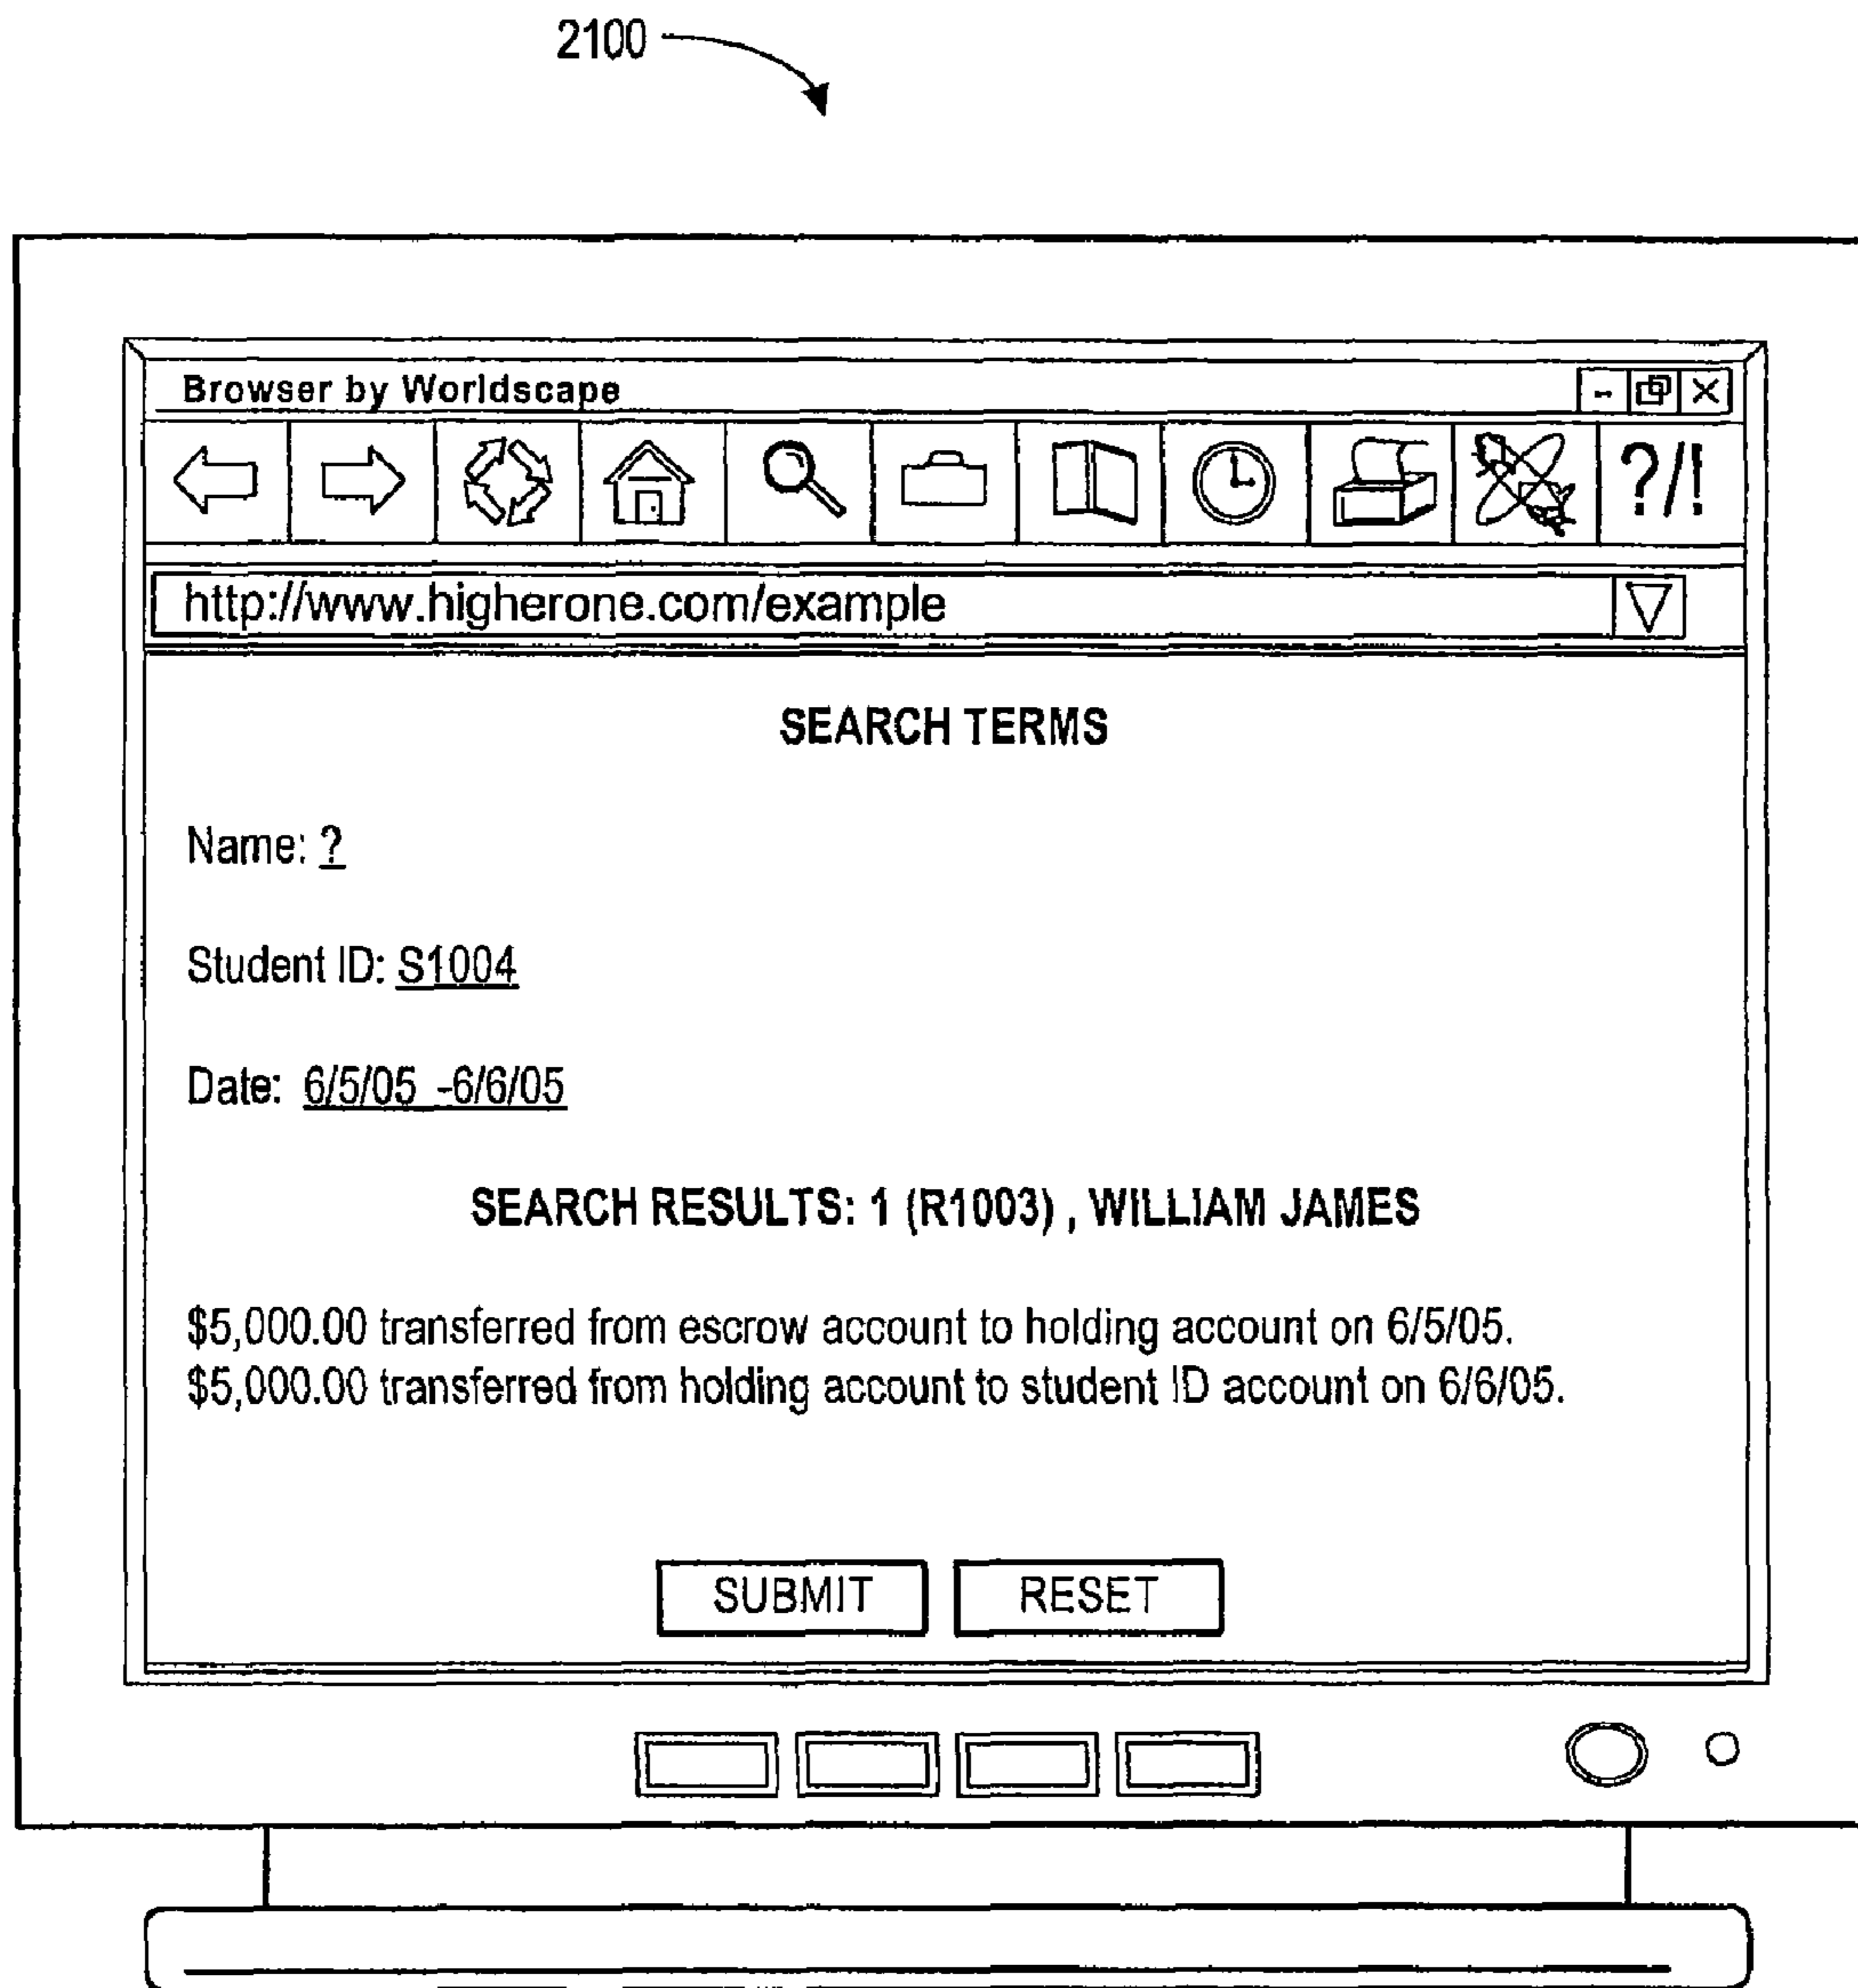 2100
Browser by Worldscape
?/!
http://www.higherone.com/example
SEARCH TERMS
Name: ?
Student ID: S1004
Date: 6/5/05 -6/6/05
SEARCH RESULTS: 1 (R1003) , WILLIAM JAMES
$5,000.00 transferred from escrow account to holding account on 6/5/05.
$5,000.00 transferred from holding account to student ID account on 6/6/05.
SUBMIT RESET